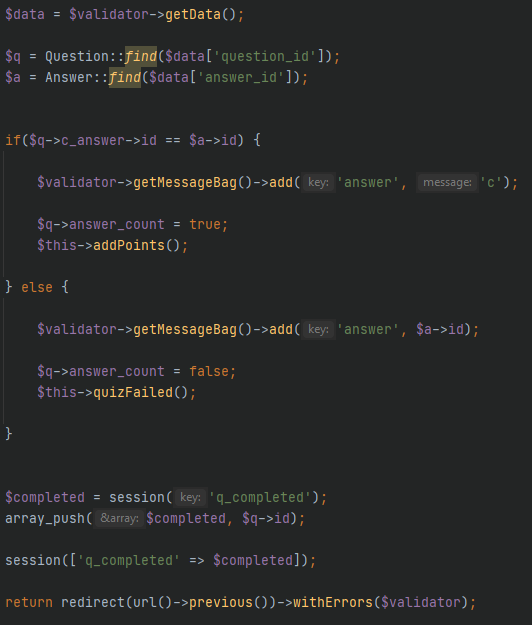 $data = $validator->getData();
$q = Question::find($data['question_id']);
$a = Answer::find($data['answer_id']);
if($q->c_answer->id == $a->id) {
$validator->getMessageBag()->add( key: 'answer', message: 'c');
$q->answer_count = true;
$this->addPoints();
} else {
$validator->getMessageBag()->add( key: 'answer', $a->id);
$q->answer_count = false;
$this->quizFailed();
}
$completed = session( key: 'q_completed');
array_push( &array: $completed, $q->id);
session(['q_completed' => $completed]);
return redirect(url()->previous())->withErrors($validator);